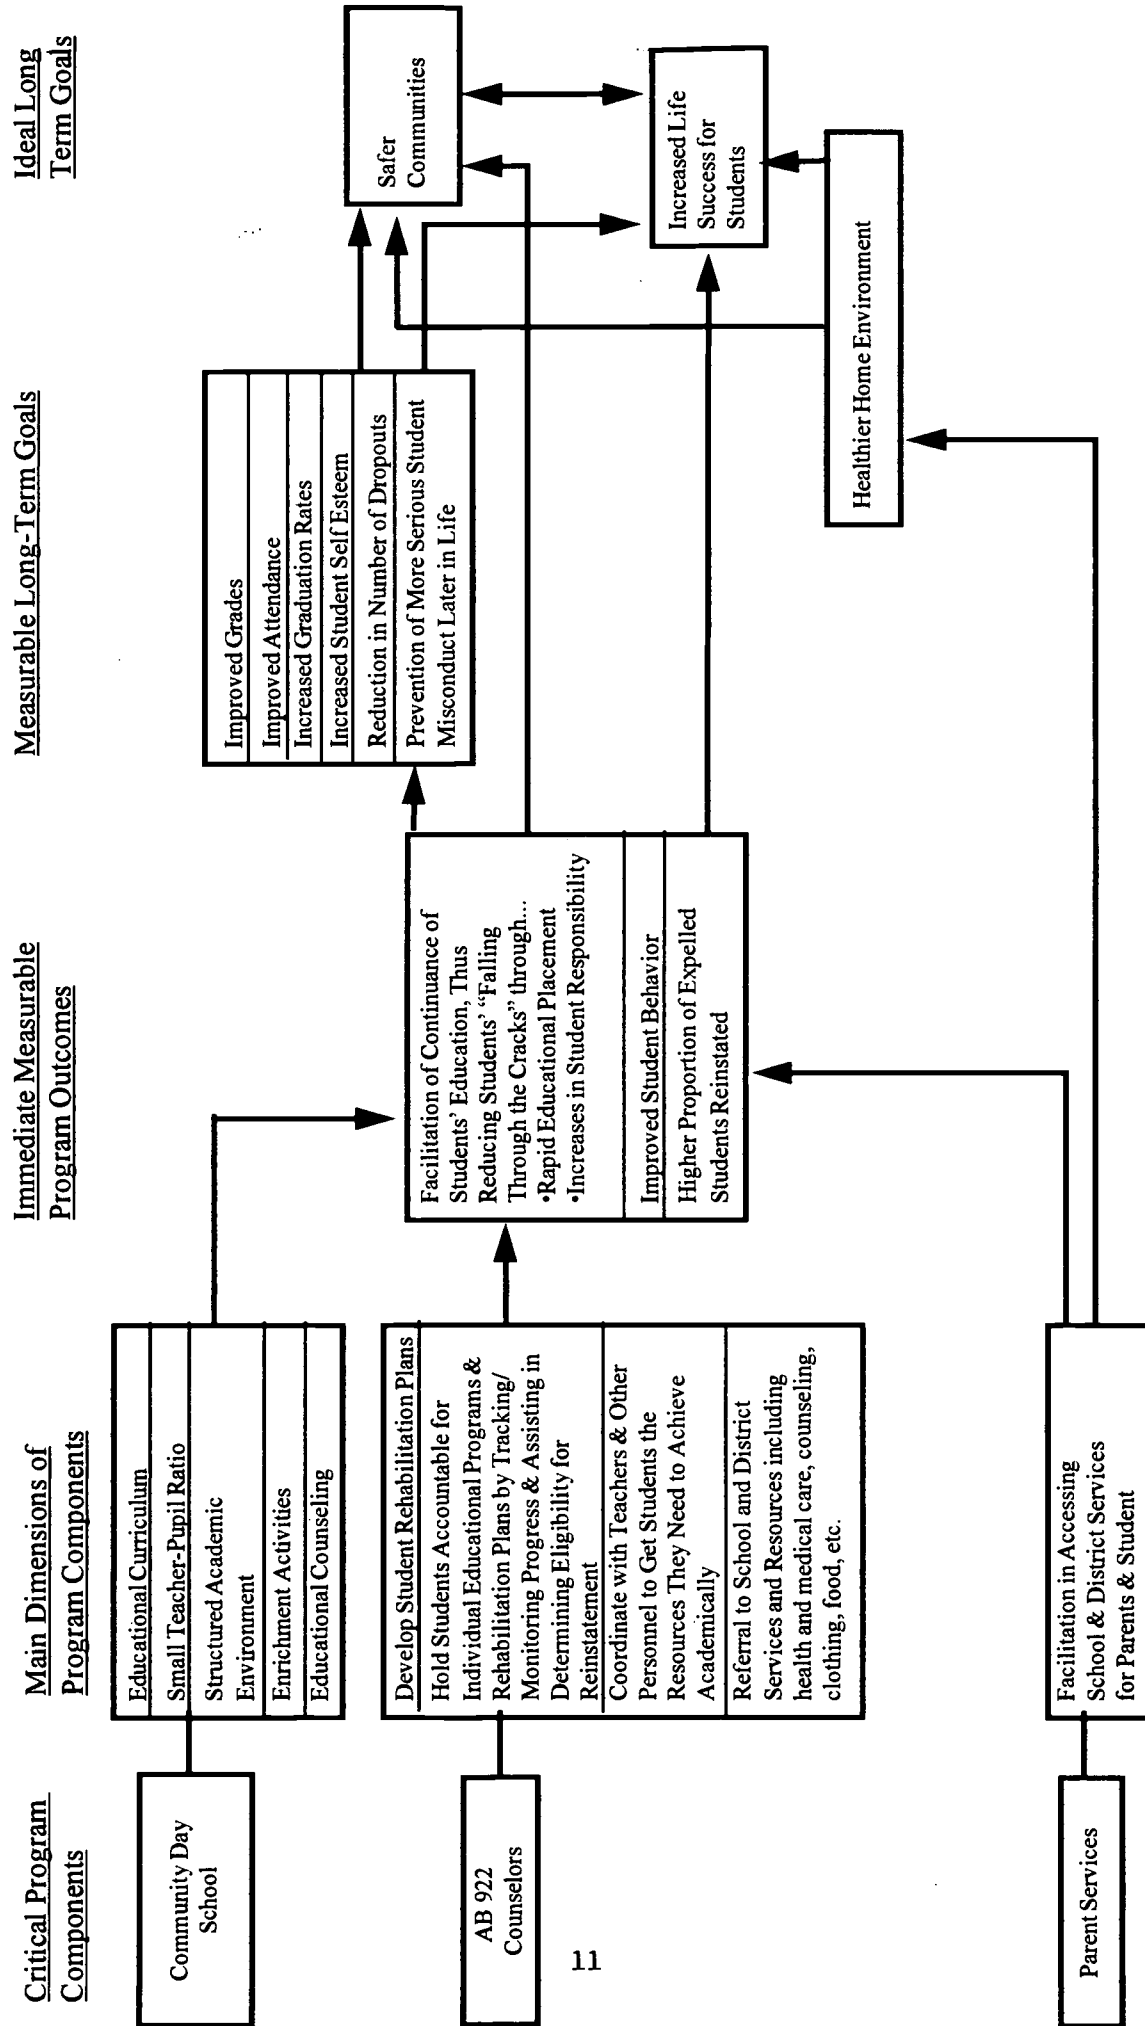 Critical Program
Components
Main Dimensions of
Program Components
Immediate Measurable
Program Outcomes
Measurable Long-Term Goals
Ideal Long
Term Goals
Community Day
School
AB 922
Counselors
Parent Services
Educational Curriculum
Small Teacher-Pupil Ratio
Structured Academic
Environment
Enrichment Activities
Educational Counseling
Develop Student Rehabilitation Plans
Hold Students Accountable for
Individual Educational Programs &
Rehabilitation Plans by Tracking/
Monitoring Progress & Assisting in
Determining Eligibility for
Reinstatement
Coordinate with Teachers & Other
Personnel to Get Students the
Resources They Need to Achieve
Academically
Referral to School and District
Services and Resources including
health and medical care, counseling,
clothing, food, etc.
Facilitation in Accessing
School & District Services
for Parents & Student
Facilitation of Continuance of
Students' Education, Thus
Reducing Students' “Falling
Through the Cracks” through...
•Rapid Educational Placement
•Increases in Student Responsibility
Improved Student Behavior
Higher Proportion of Expelled
Students Reinstated
Improved Grades
Improved Attendance
Increased Graduation Rates
Increased Student Self Esteem
Reduction in Number of Dropouts
Prevention of More Serious Student
Misconduct Later in Life
Healthier Home Environment
Safer
Communities
Increased Life
Success for
Students
11